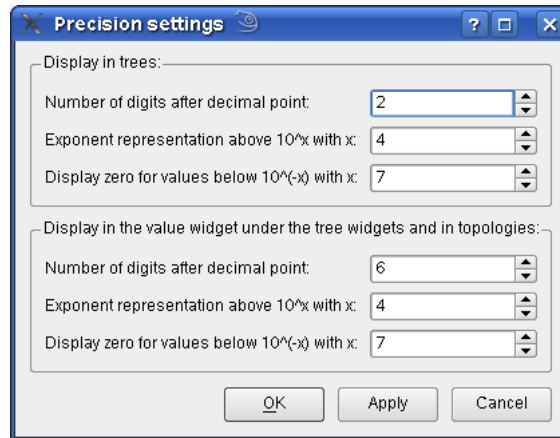 Precision settings
Display in trees:
Number of digits after decimal point: 2
Exponent representation above 10^x with x: 4
Display zero for values below 10^(-x) with x: 7
Display in the value widget under the tree widgets and in topologies:
Number of digits after decimal point: 6
Exponent representation above 10^x with x: 4
Display zero for values below 10^(-x) with x: 7
OK Apply Cancel